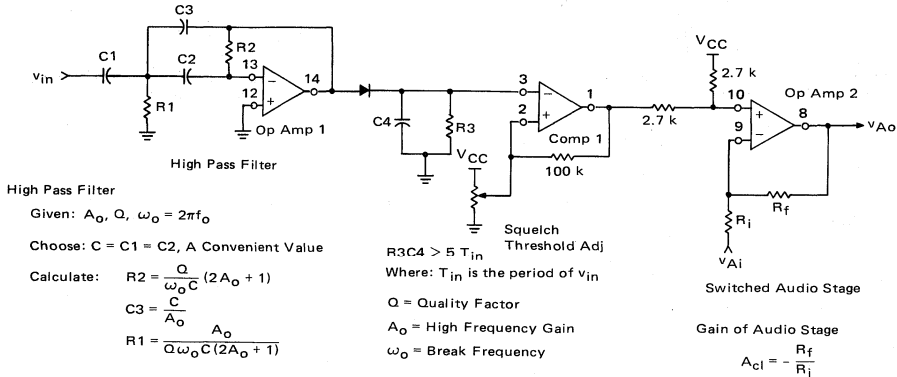 C3
R2
C1
C2
13
14
12
V_in
R1
Op Amp 1
High Pass Filter
C4
R3
3
2
1
Comp 1
V_CC
100 k
Squelch
Threshold Adj
2.7 k
V_CC
2.7 k
10
9
8
Op Amp 2
v_Ao
R_f
R_i
v_Ai
Switched Audio Stage
High Pass Filter
Given: A_o, Q, ω_o = 2πf_o
Choose: C = C1 = C2, A Convenient Value
Calculate: R2 = Q/(ω_o C) (2A_o + 1)
C3 = C/A_o
R1 = A_o/(Qω_o C(2A_o + 1))
R3C4 > 5 T_in
Where: T_in is the period of v_in
Q = Quality Factor
A_o = High Frequency Gain
ω_o = Break Frequency
Gain of Audio Stage
A_cl = - R_f/R_i